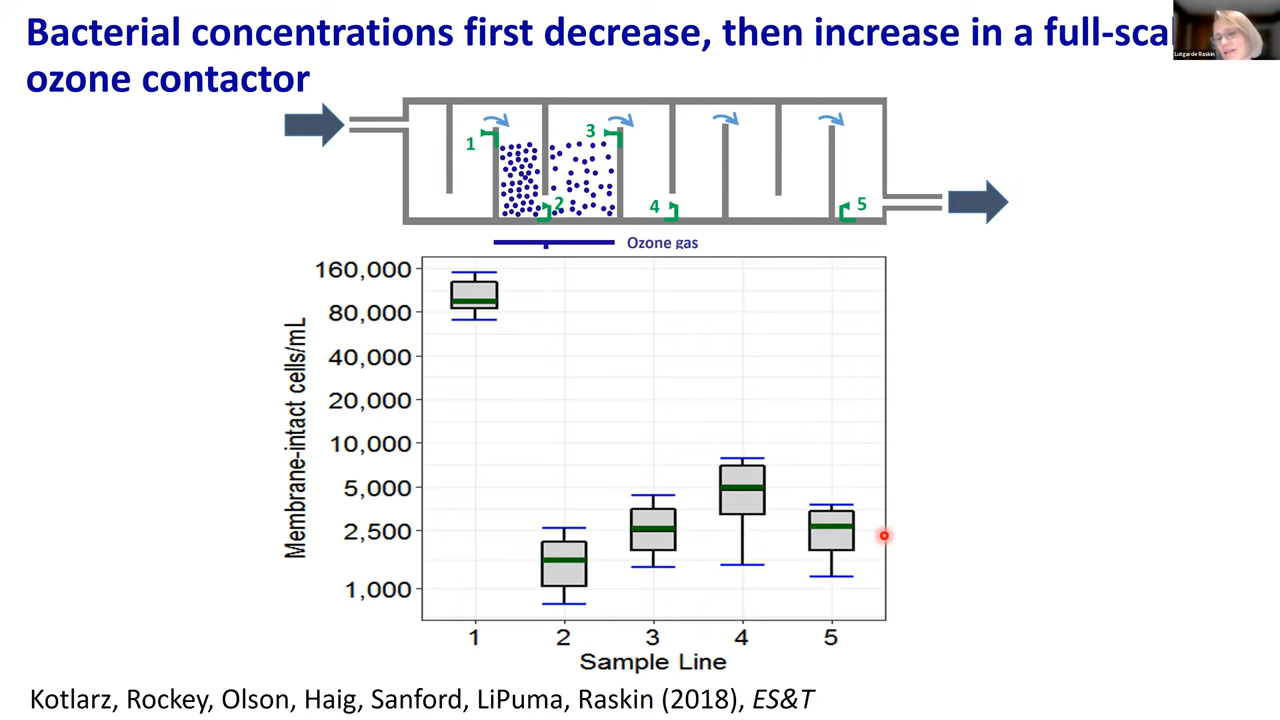 Bacterial concentrations first decrease, then increase in a full-scal
ozone contactor
Lutgarde Raskin
1
3
2
4
5
Ozone gas
160,000
80,000
40,000
20,000
10,000
5,000
2,500
1,000
Membrane-intact cells/mL
1 2 3 4 5
Sample Line
Kotlarz, Rockey, Olson, Haig, Sanford, LiPuma, Raskin (2018), ES&T